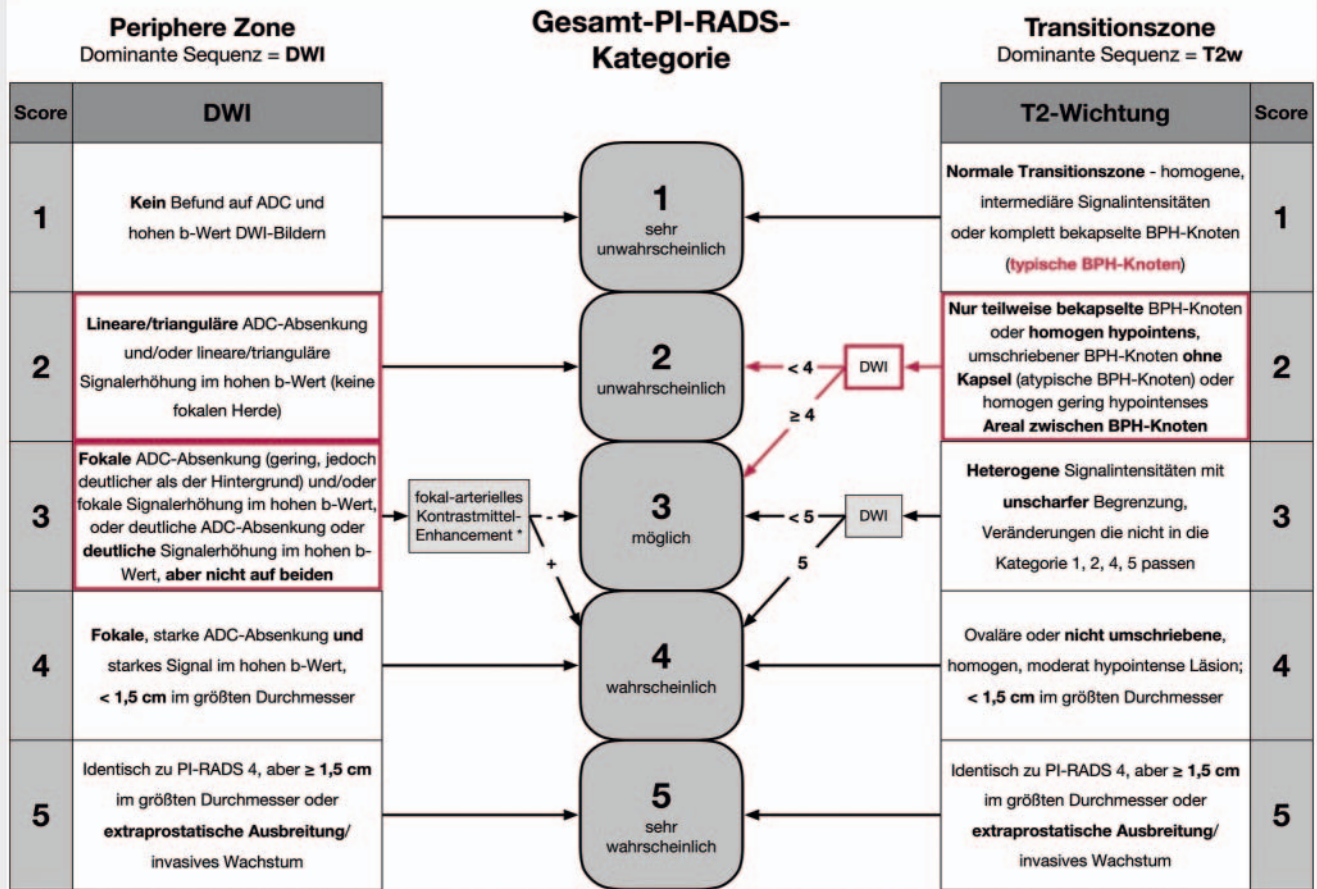 Periphere Zone
Dominante Sequenz = DWI
Gesamt-PI-RADS-
Kategorie
Transitionszone
Dominante Sequenz = T2w
Score
DWI
T2-Wichtung
Score
1
Kein Befund auf ADC und
hohen b-Wert DWI-Bildern
1
sehr
unwahrscheinlich
Normale Transitionszone - homogene,
intermediäre Signalintensitäten
oder komplett bekapselte BPH-Knoten
(typische BPH-Knoten)
1
2
Lineare/trianguläre ADC-Absenkung
und/oder lineare/trianguläre
Signalerhöhung im hohen b-Wert (keine
fokalen Herde)
2
unwahrscheinlich
< 4
≥ 4
DWI
Nur teilweise bekapselte BPH-Knoten
oder homogen hypointens,
umschriebener BPH-Knoten ohne
Kapsel (atypische BPH-Knoten) oder
homogen gering hypointenses
Areal zwischen BPH-Knoten
2
3
Fokale ADC-Absenkung (gering, jedoch
deutlicher als der Hintergrund) und/oder
fokale Signalerhöhung im hohen b-Wert,
oder deutliche ADC-Absenkung oder
deutliche Signalerhöhung im hohen b-
Wert, aber nicht auf beiden
fokal-arterielles
Kontrastmittel-
Enhancement *
-
+
3
möglich
< 5
5
DWI
Heterogene Signalintensitäten mit
unscharfer Begrenzung,
Veränderungen die nicht in die
Kategorie 1, 2, 4, 5 passen
3
4
Fokale, starke ADC-Absenkung und
starkes Signal im hohen b-Wert,
< 1,5 cm im größten Durchmesser
4
wahrscheinlich
Ovaläre oder nicht umschriebene,
homogen, moderat hypointense Läsion;
< 1,5 cm im größten Durchmesser
4
5
Identisch zu PI-RADS 4, aber ≥ 1,5 cm
im größten Durchmesser oder
extraprostatische Ausbreitung/
invasives Wachstum
5
sehr
wahrscheinlich
Identisch zu PI-RADS 4, aber ≥ 1,5 cm
im größten Durchmesser oder
extraprostatische Ausbreitung/
invasives Wachstum
5